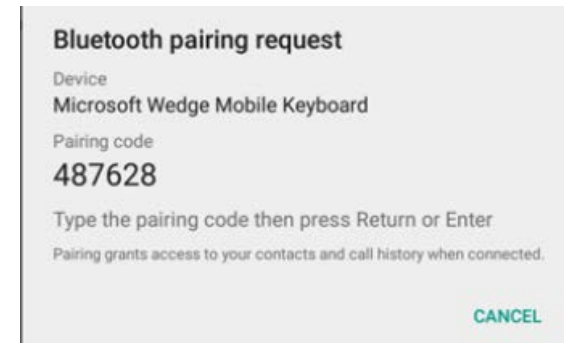 Bluetooth pairing request
Device
Microsoft Wedge Mobile Keyboard
Pairing code
487628
Type the pairing code then press Return or Enter
Pairing grants access to your contacts and call history when connected.
CANCEL